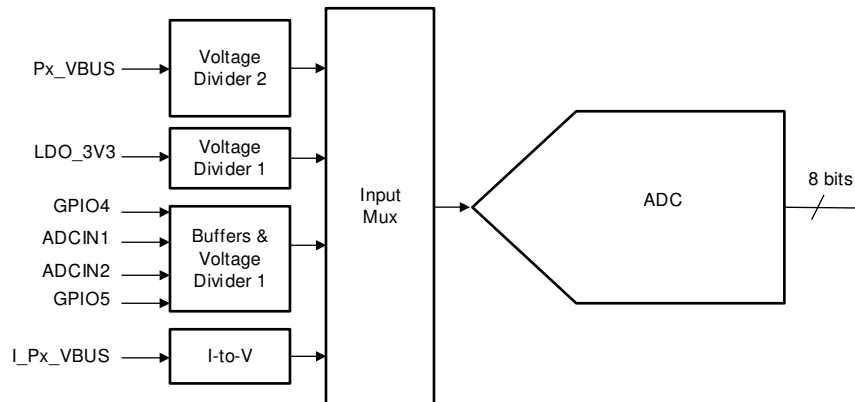 Px_VBUS
Voltage
Divider 2
LDO_3V3
Voltage
Divider 1
GPIO4
ADCIN1
ADCIN2
GPIO5
Buffers &
Voltage
Divider 1
I_Px_VBUS
I-to-V
Input
Mux
ADC
8 bits